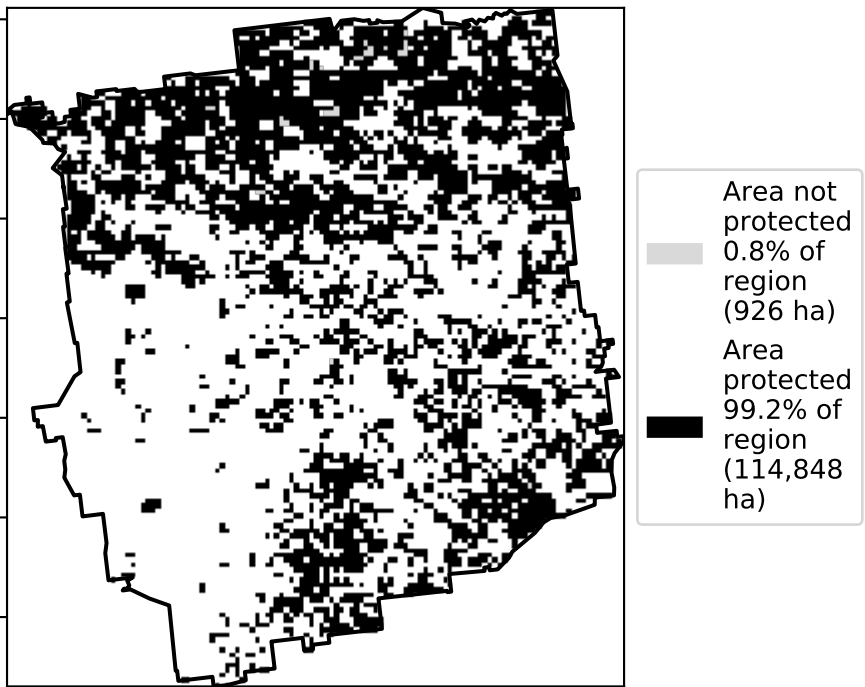 Area not
protected
0.8% of
region
(926 ha)
Area
protected
99.2% of
region
(114,848
ha)